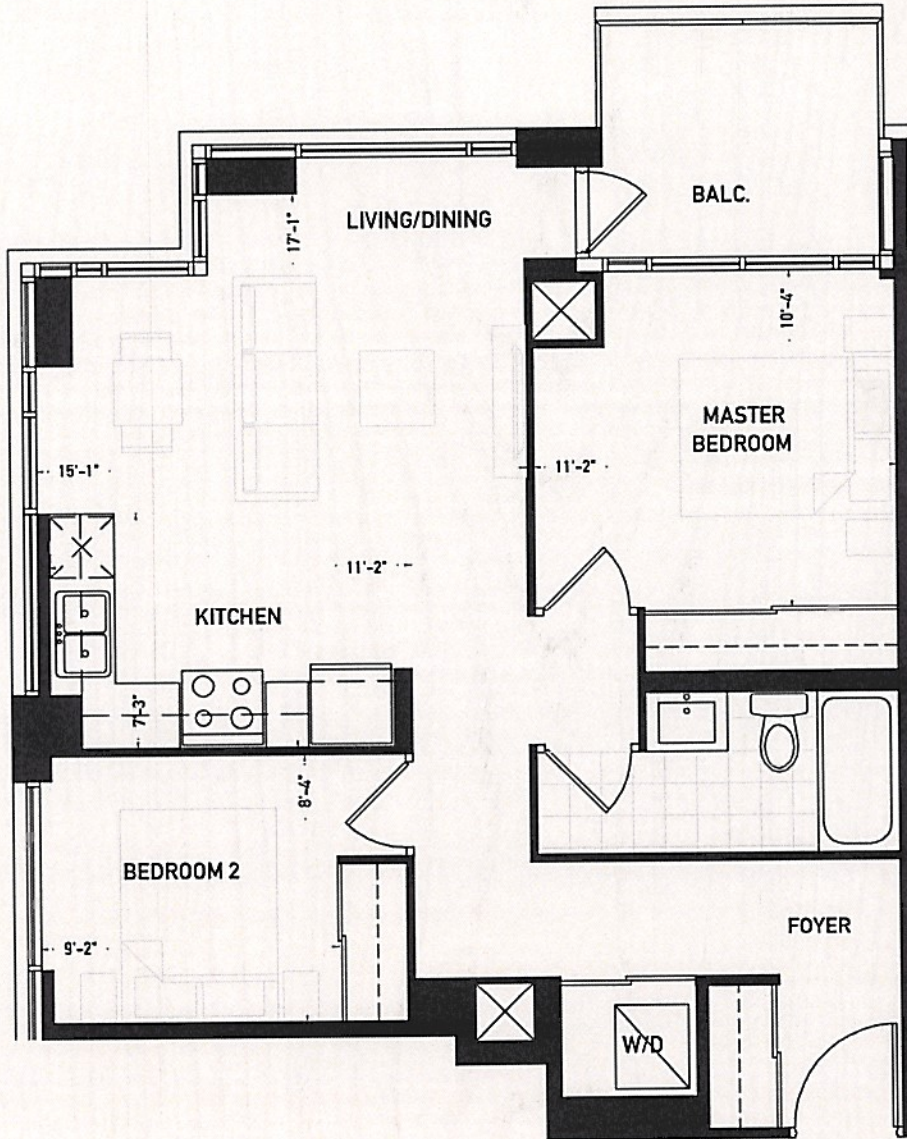 BALC.
LIVING/DINING
17'-1"
10'-4"
MASTER
BEDROOM
15'-1"
11'-2"
11'-2"
KITCHEN
7'-3"
8'-4"
BEDROOM 2
9'-2"
FOYER
W/D